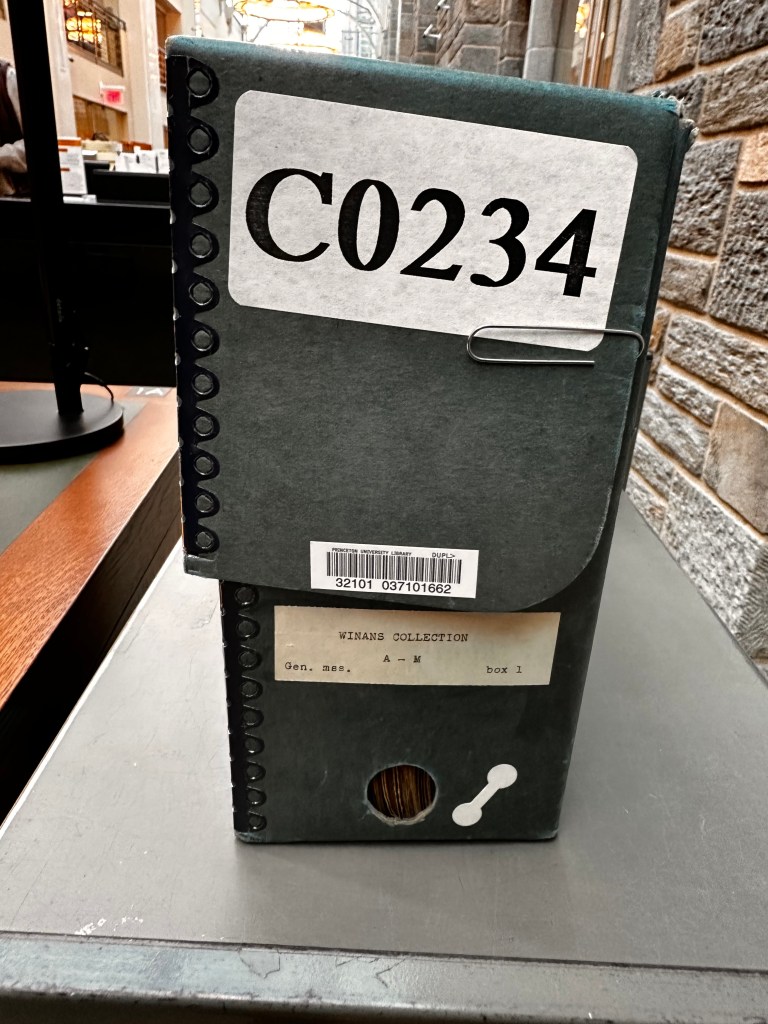 C0234
PRINCETON UNIVERSITY LIBRARY DUPL>
32101 037101662
WINANS COLLECTION
A - M
Gen. mss. box 1